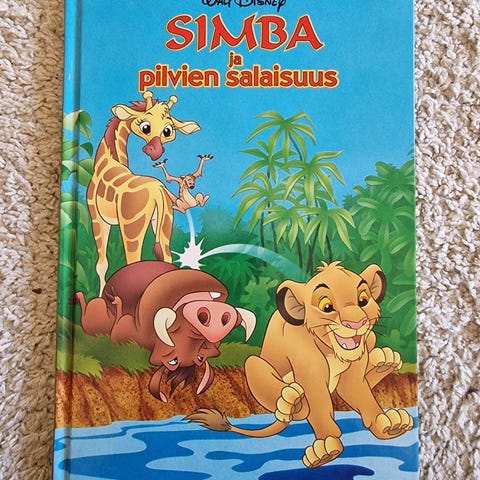 WALT DISNEY
SIMBA
ja
pilvien salaisuus